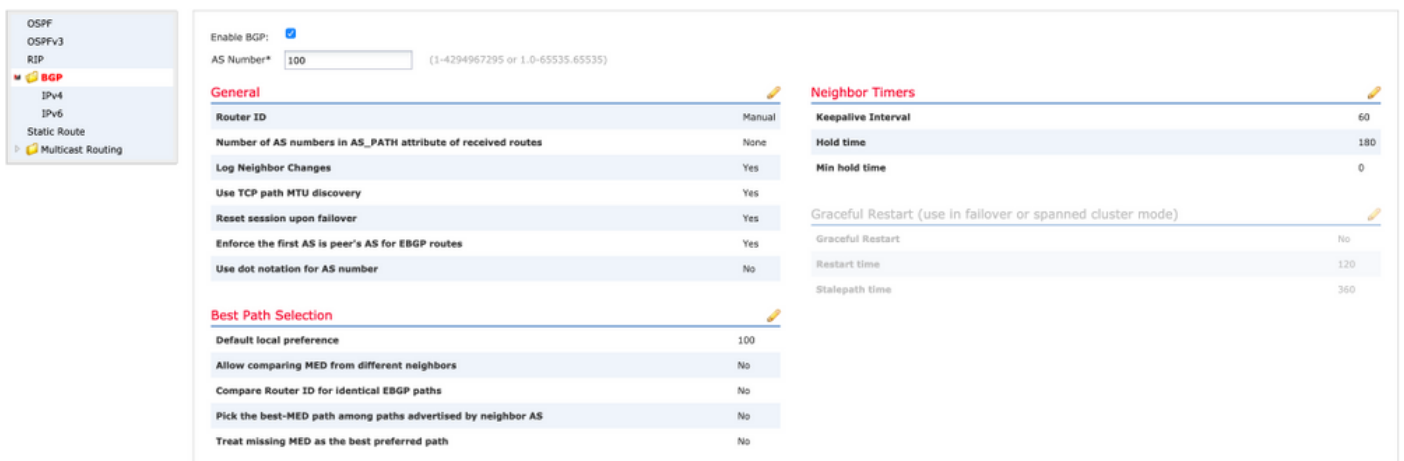 OSPF
OSPFv3
RIP
BGP
IPv4
IPv6
Static Route
Multicast Routing
Enable BGP:
AS Number* 100 (1-4294967295 or 1.0-65535.65535)
General
Router ID Manual
Number of AS numbers in AS_PATH attribute of received routes None
Log Neighbor Changes Yes
Use TCP path MTU discovery Yes
Reset session upon failover Yes
Enforce the first AS is peer's AS for EBGP routes Yes
Use dot notation for AS number No
Best Path Selection
Default local preference 100
Allow comparing MED from different neighbors No
Compare Router ID for identical EBGP paths No
Pick the best-MED path among paths advertised by neighbor AS No
Treat missing MED as the best preferred path No
Neighbor Timers
Keepalive Interval 60
Hold time 180
Min hold time 0
Graceful Restart (use in failover or spanned cluster mode)
Graceful Restart No
Restart time 120
Stalepath time 360